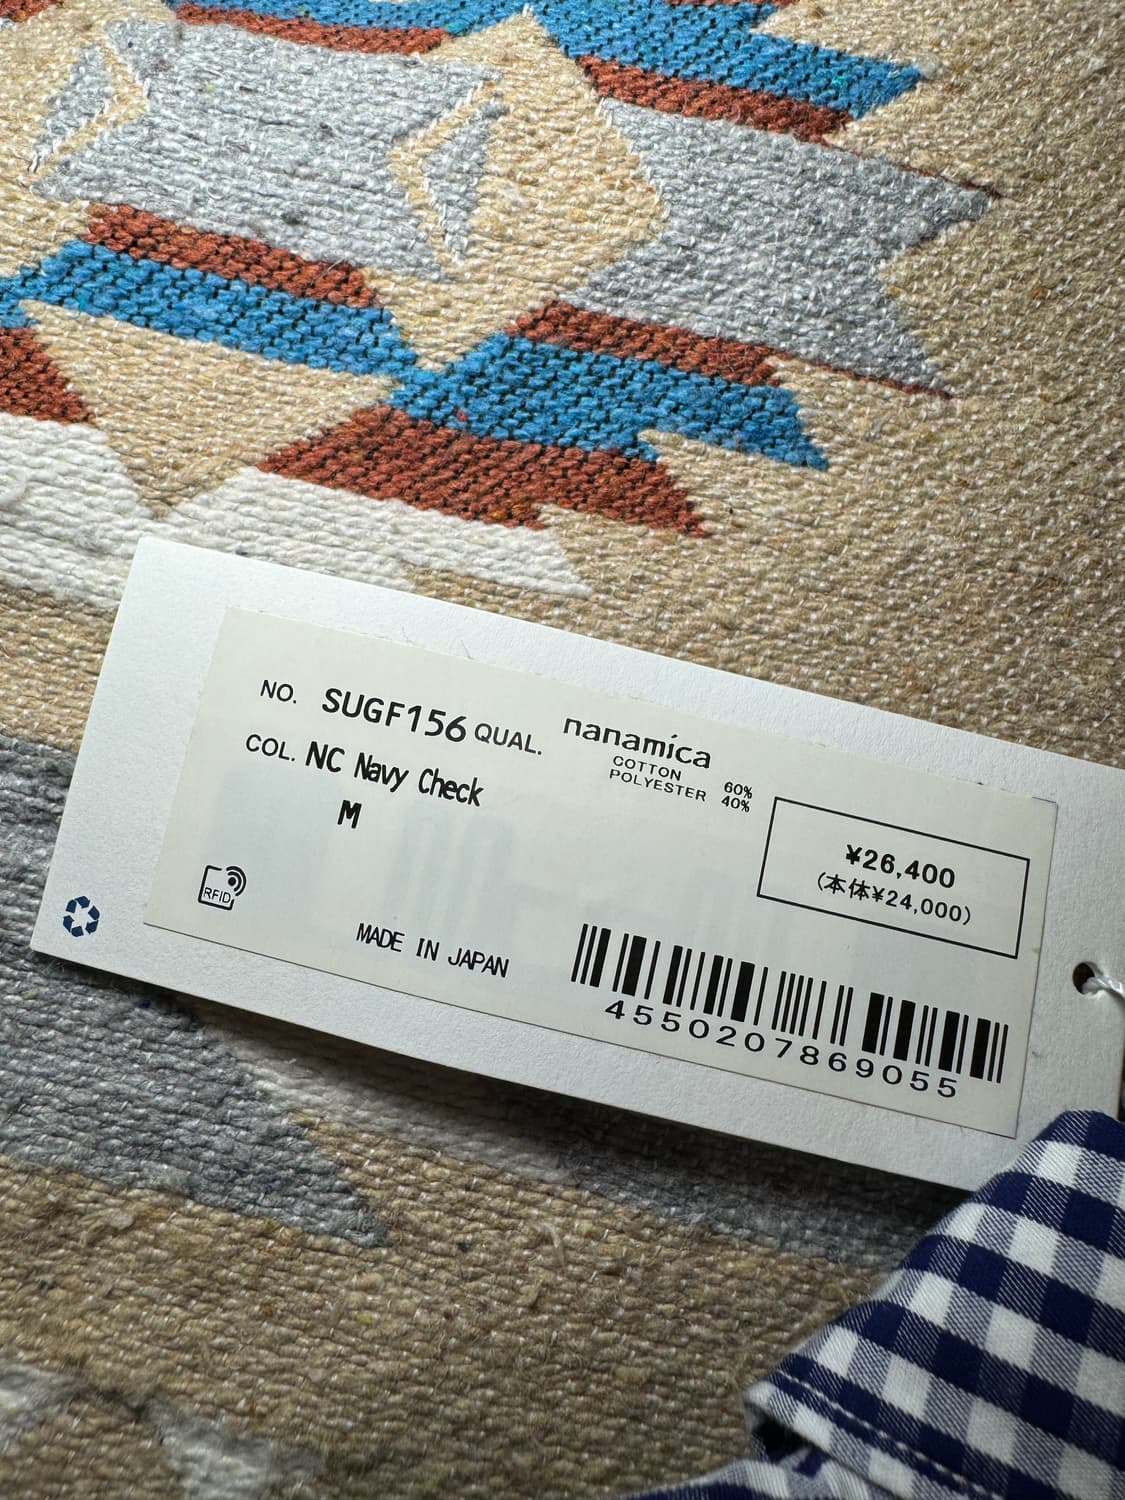 nanamica
NO. SUGF156 QUAL. COTTON 60%
POLYESTER 40%
COL. NC Navy Check
M
¥26,400
(本体¥24,000)
RFID
MADE IN JAPAN
4550207869055